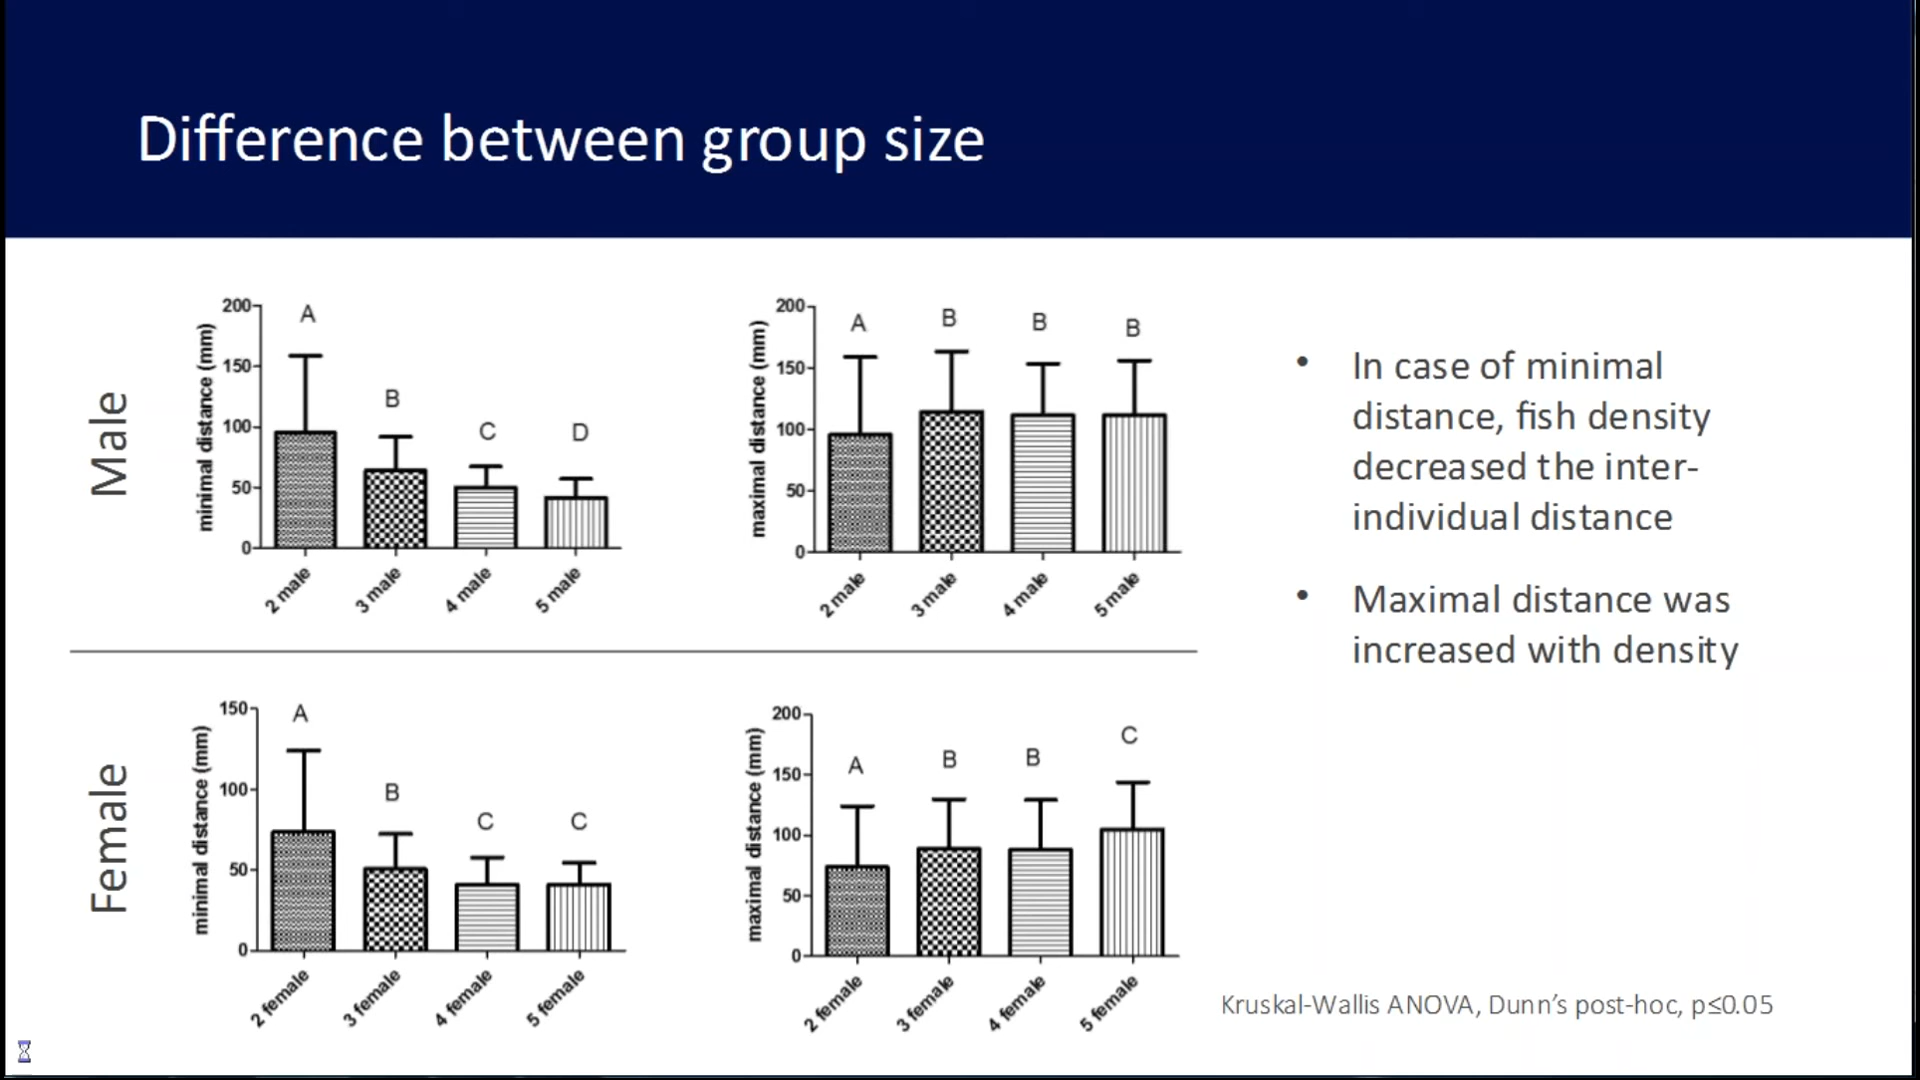 Difference between group size
Male
minimal distance (mm)
200
150
100
50
0
A
B
C
D
2 male
3 male
4 male
5 male
maximal distance (mm)
200
150
100
50
0
A
B
B
B
2 male
3 male
4 male
5 male
Female
minimal distance (mm)
150
100
50
0
A
B
C
C
2 female
3 female
4 female
5 female
maximal distance (mm)
200
150
100
50
0
A
B
B
C
2 female
3 female
4 female
5 female
• In case of minimal
distance, fish density
decreased the inter-
individual distance
• Maximal distance was
increased with density
Kruskal-Wallis ANOVA, Dunn’s post-hoc, p≤0.05